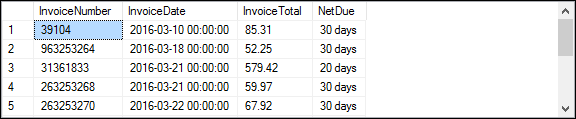 InvoiceNumber InvoiceDate InvoiceTotal NetDue
1 39104 2016-03-10 00:00:00 85.31 30 days
2 963253264 2016-03-18 00:00:00 52.25 30 days
3 31361833 2016-03-21 00:00:00 579.42 20 days
4 263253268 2016-03-21 00:00:00 59.97 30 days
5 263253270 2016-03-22 00:00:00 67.92 30 days